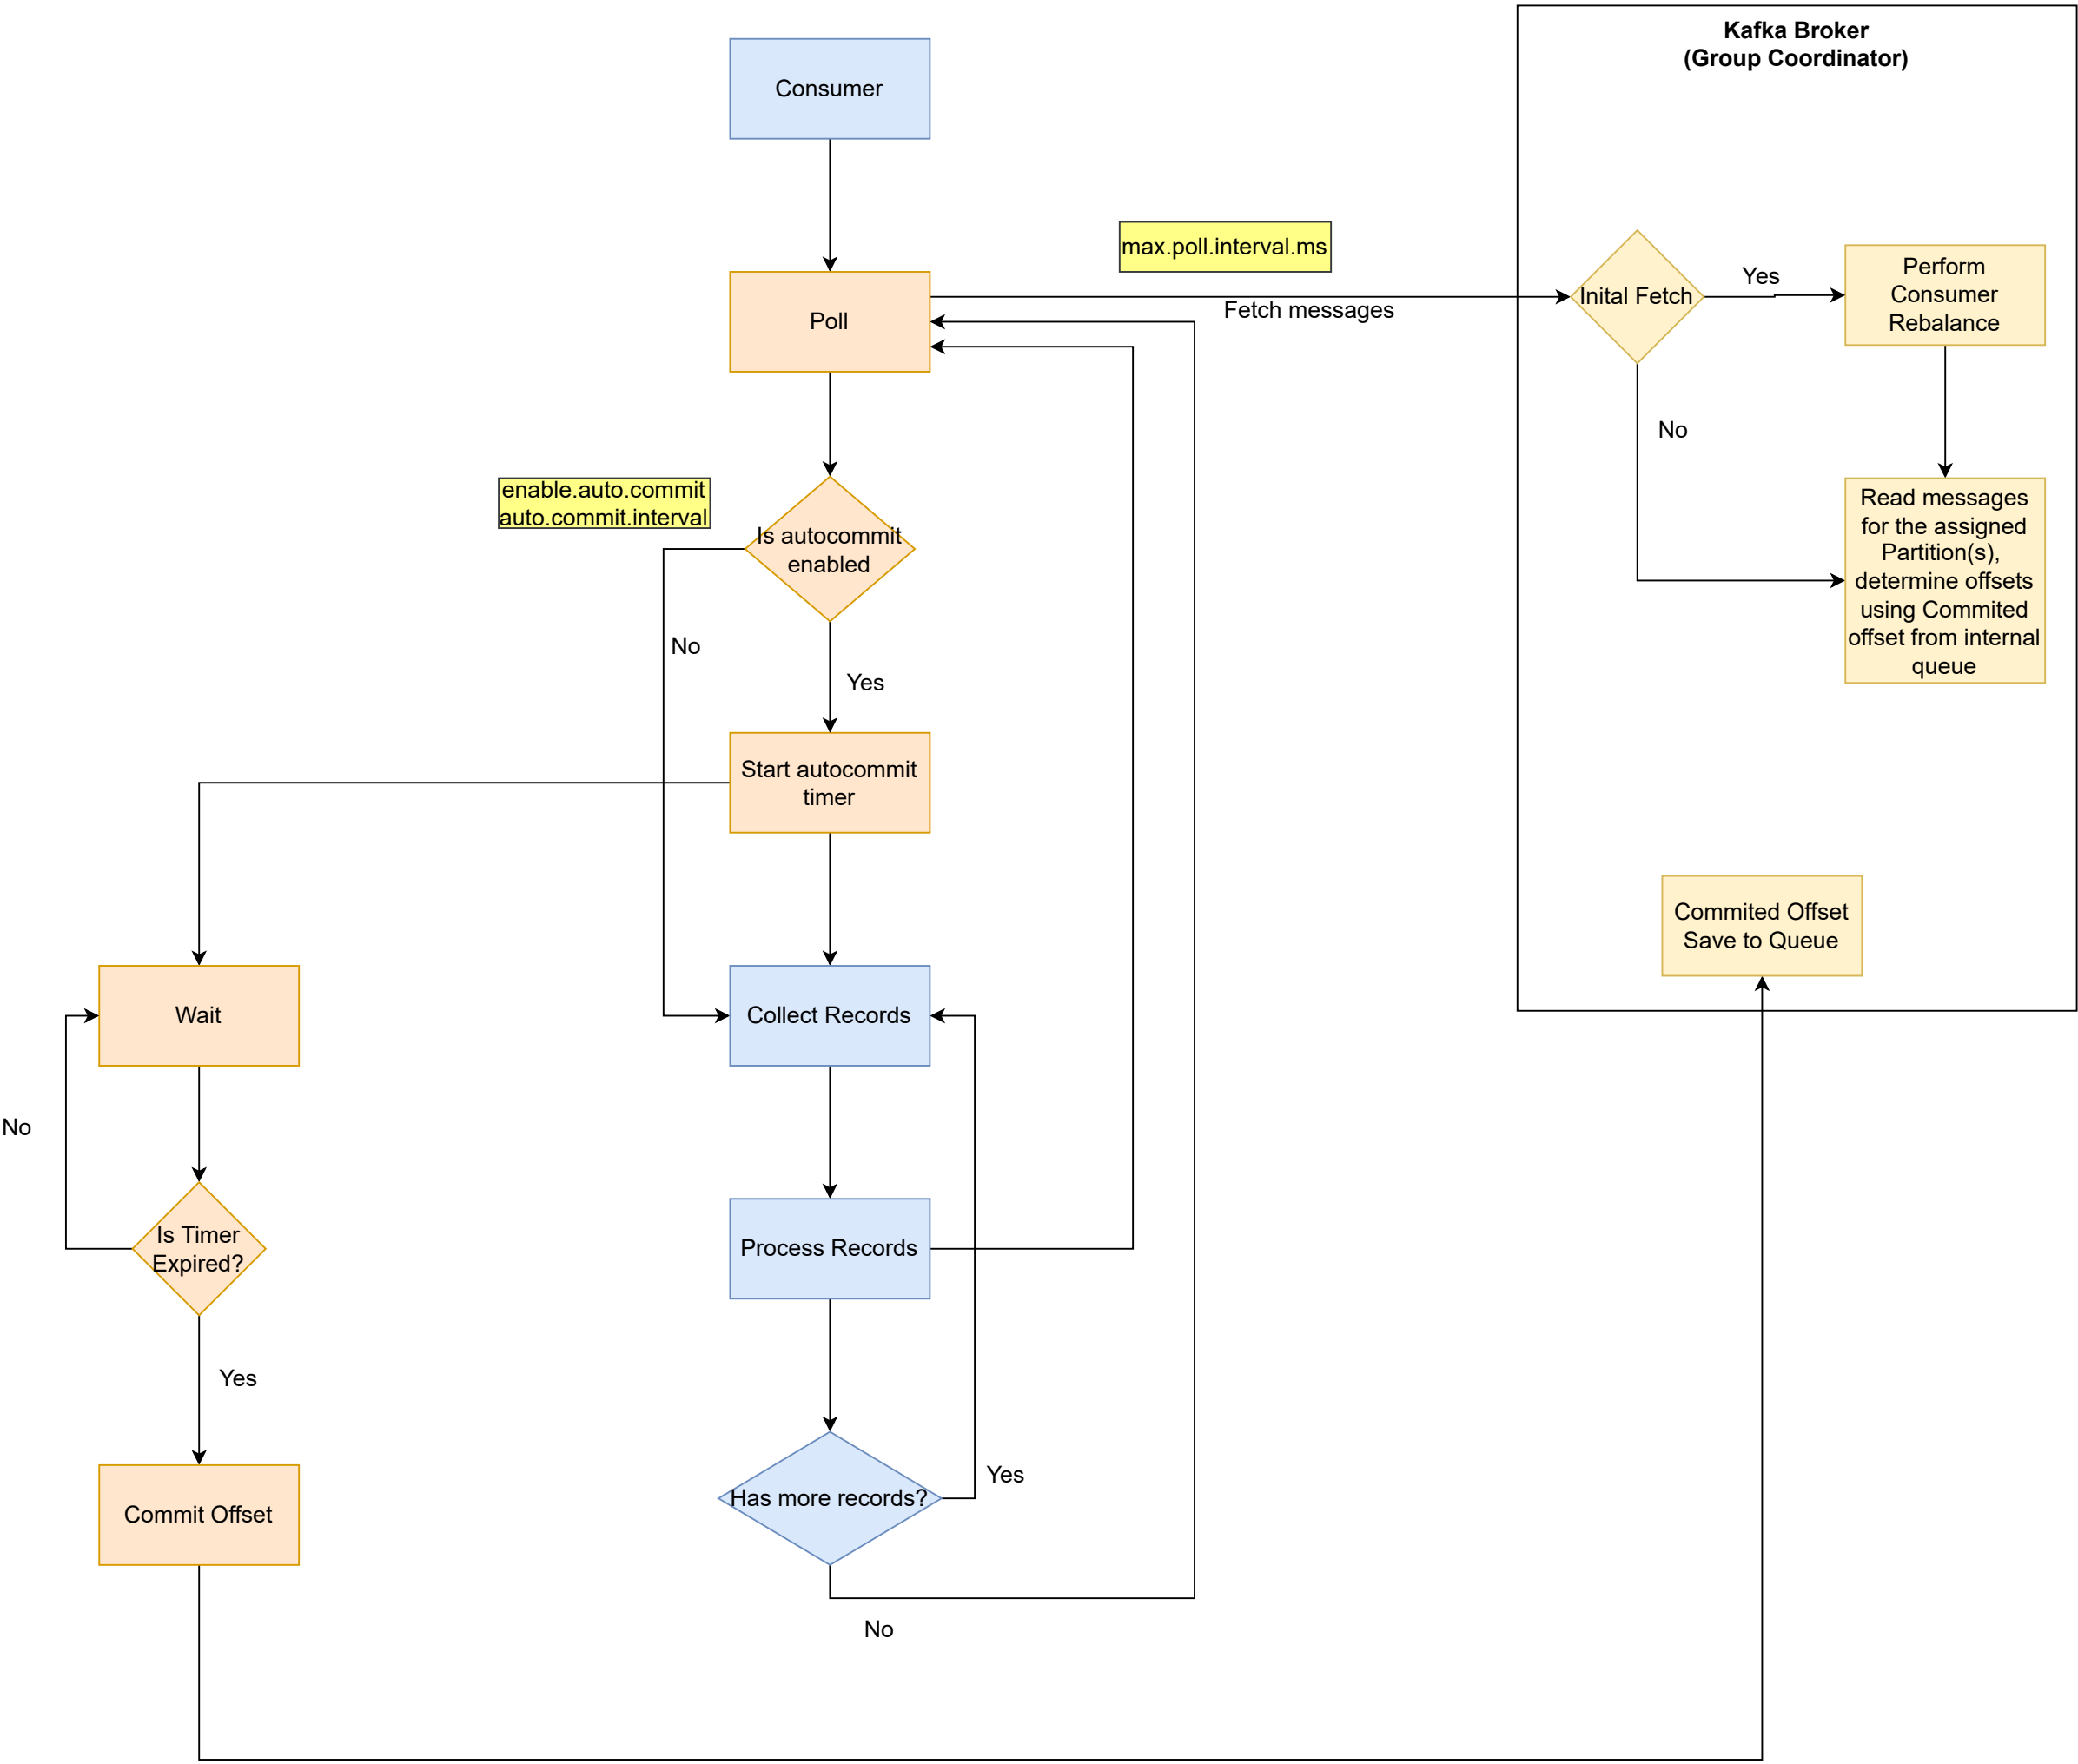 Kafka Broker
(Group Coordinator)
Consumer
max.poll.interval.ms
Fetch messages
Poll
Inital Fetch
Yes
Perform
Consumer
Rebalance
No
enable.auto.commit
auto.commit.interval
Is autocommit
enabled
Read messages
for the assigned
Partition(s),
determine offsets
using Commited
offset from internal
queue
No
Yes
Start autocommit
timer
Commited Offset
Save to Queue
Wait
Collect Records
No
Is Timer
Expired?
Process Records
Yes
Yes
Has more records?
Commit Offset
No